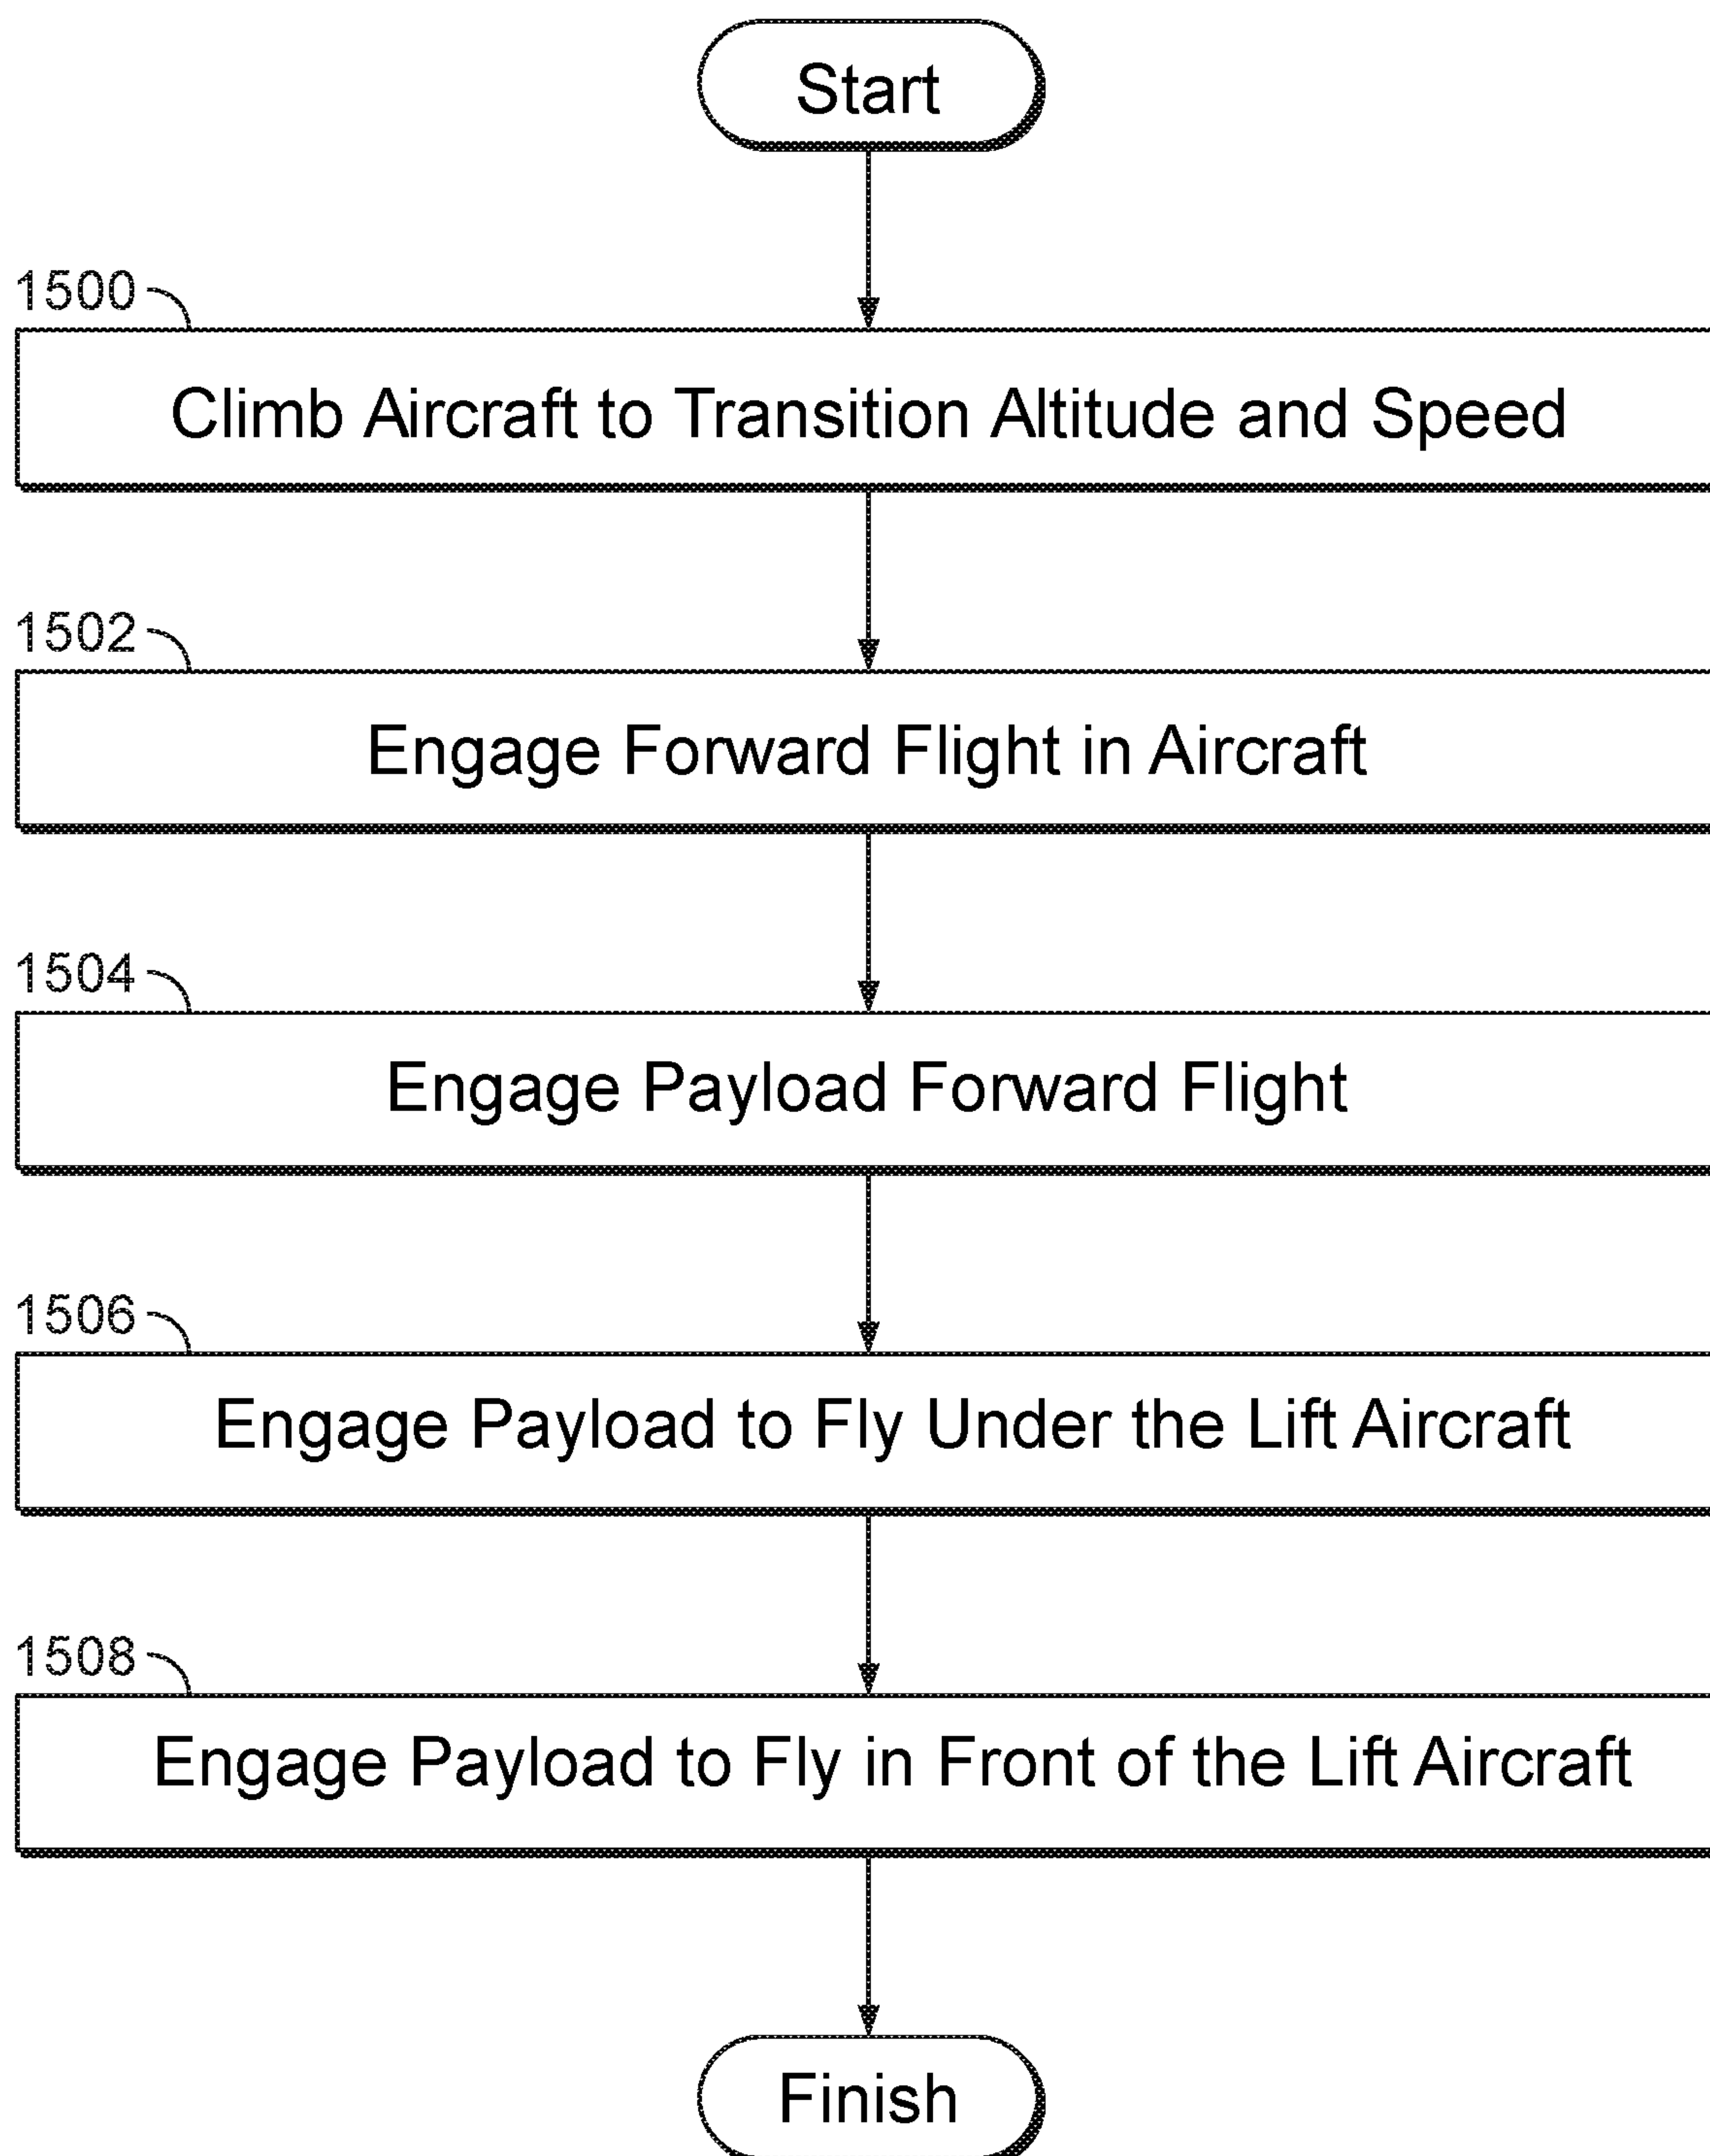 Start
1500
Climb Aircraft to Transition Altitude and Speed
1502
Engage Forward Flight in Aircraft
1504
Engage Payload Forward Flight
1506
Engage Payload to Fly Under the Lift Aircraft
1508
Engage Payload to Fly in Front of the Lift Aircraft
Finish